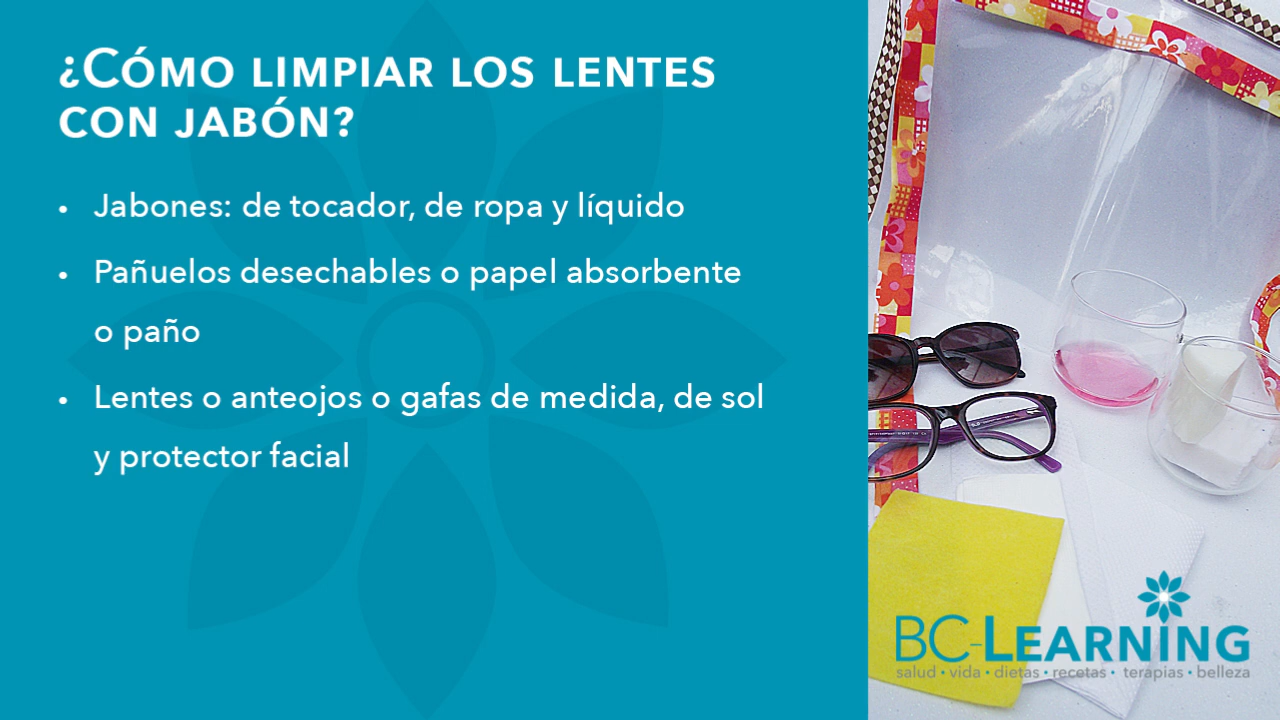 ¿CÓMO LIMPIAR LOS LENTES
CON JABÓN?
• Jabones: de tocador, de ropa y líquido
• Pañuelos desechables o papel absorbente
o paño
• Lentes o anteojos o gafas de medida, de sol
y protector facial
BC-LEARNING
salud • vida • dietas • recetas • terapias • belleza